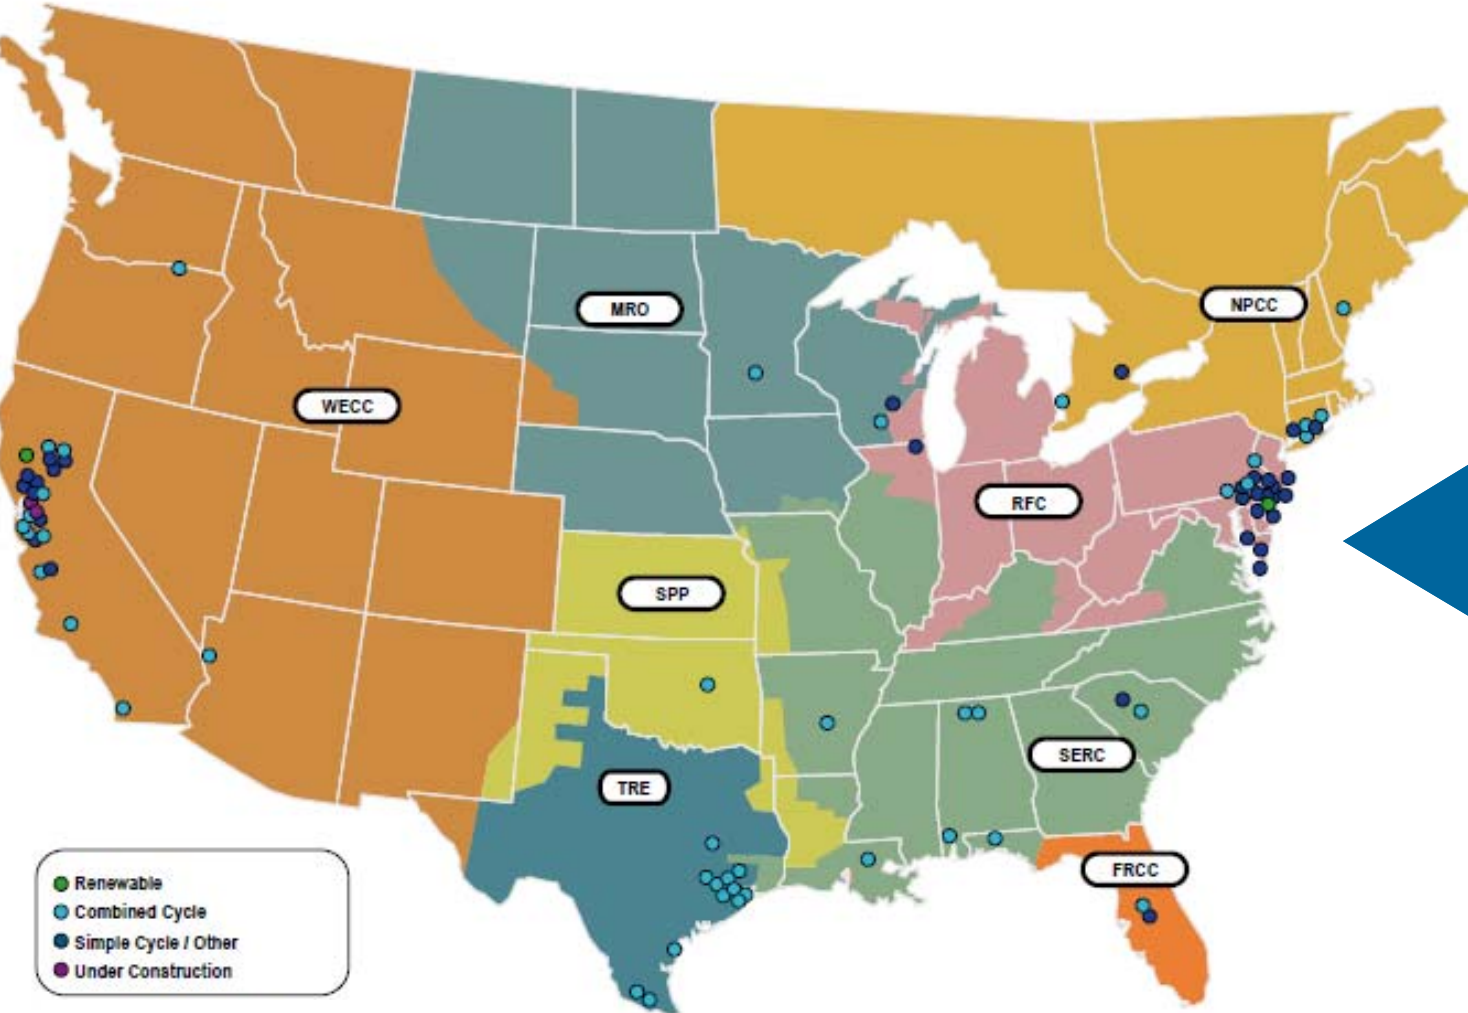 NPCC
MRO
WECC
RFC
SPP
SERC
TRE
FRCC
Renewable
Combined Cycle
Simple Cycle / Other
Under Construction